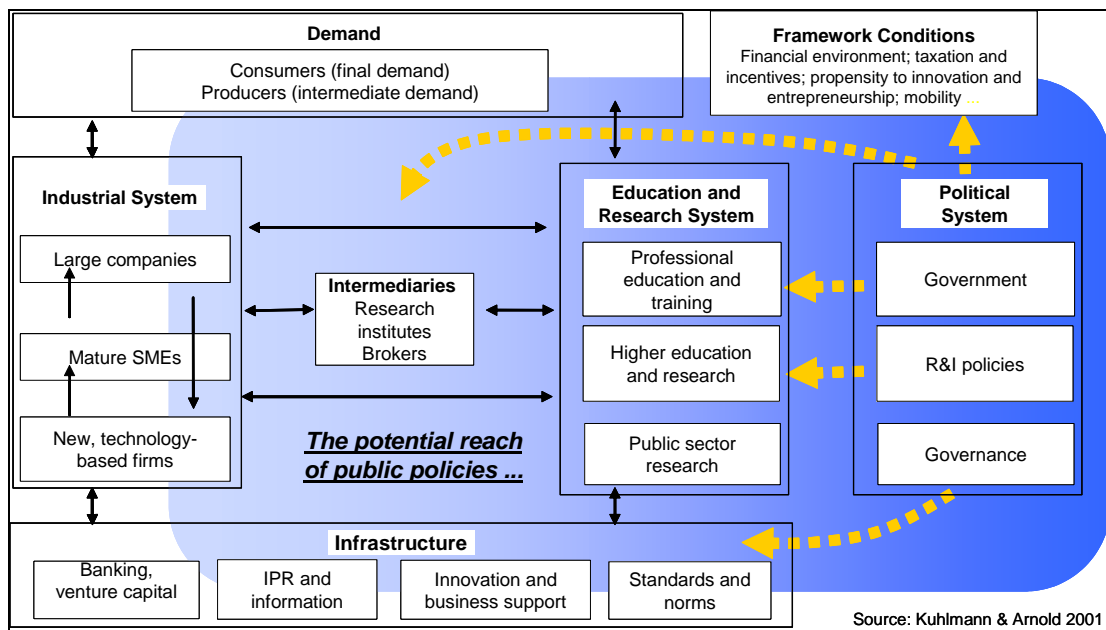 Demand
Consumers (final demand)
Producers (intermediate demand)
Framework Conditions
Financial environment; taxation and
incentives; propensity to innovation and
entrepreneurship; mobility ...
Industrial System
Large companies
Mature SMEs
New, technology-
based firms
Intermediaries
Research
institutes
Brokers
The potential reach
of public policies ...
Education and
Research System
Professional
education and
training
Higher education
and research
Public sector
research
Political
System
Government
R&I policies
Governance
Infrastructure
Banking,
venture capital
IPR and
information
Innovation and
business support
Standards and
norms
Source: Kuhlmann & Arnold 2001